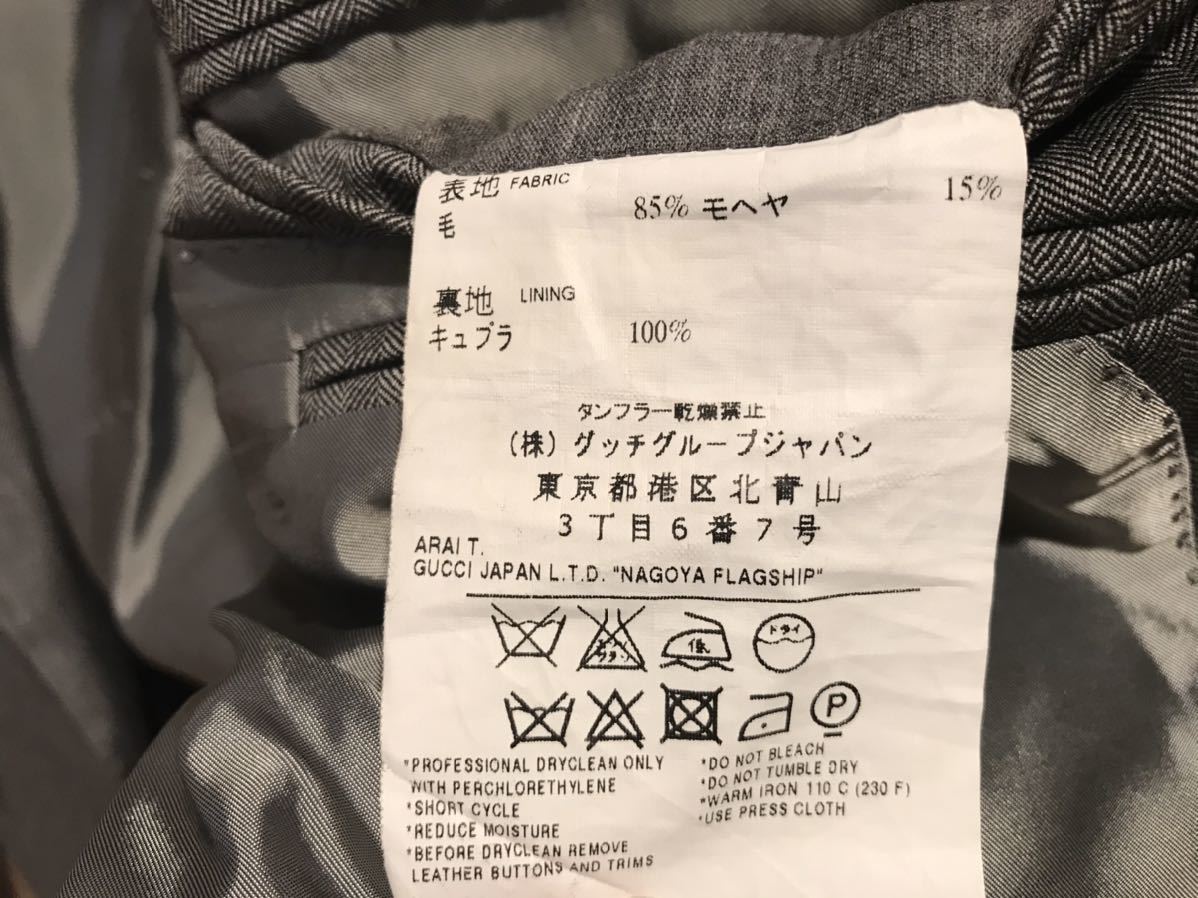 表地 FABRIC
毛 85% モヘヤ 15%
裏地 LINING
キュプラ 100%
タンブラー乾燥禁止
(株)グッチグループジャパン
東京都港区北青山
3丁目6番7号
ARAI T.
GUCCI JAPAN L.T.D. "NAGOYA FLAGSHIP"
低 ドライ
P
*PROFESSIONAL DRYCLEAN ONLY
WITH PERCHLORETHYLENE
*SHORT CYCLE
*REDUCE MOISTURE
*BEFORE DRYCLEAN REMOVE
LEATHER BUTTONS AND TRIMS
*DO NOT BLEACH
*DO NOT TUMBLE DRY
*WARM IRON 110 C (230 F)
*USE PRESS CLOTH